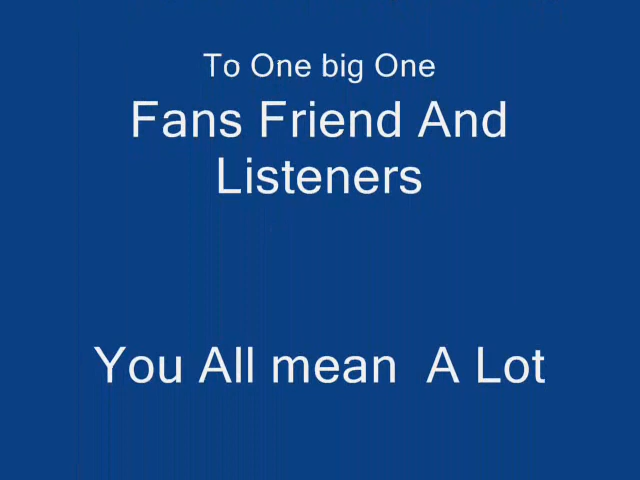 To One big One
Fans Friend And
Listeners
You All mean  A Lot